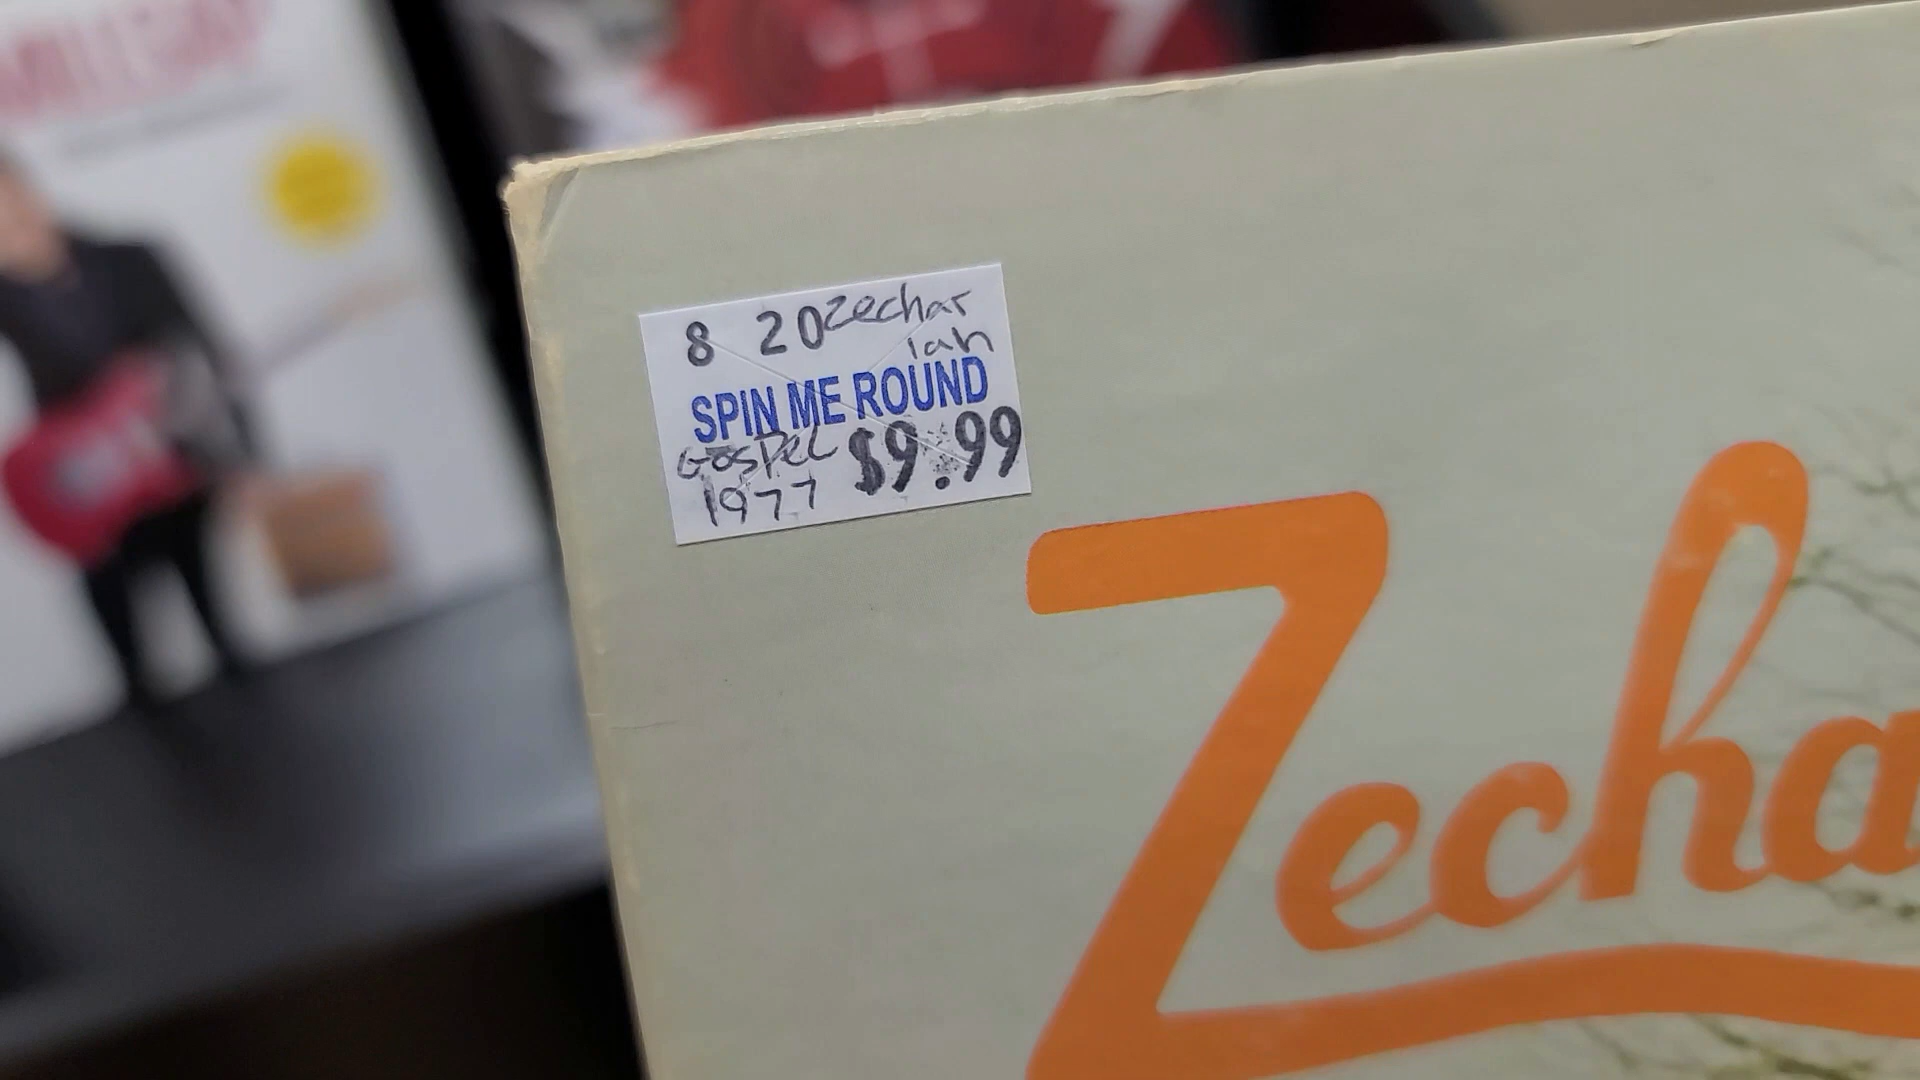 8 20 Zechar
iah
SPIN ME ROUND
GOSPEL $9.99
1977
Zecha